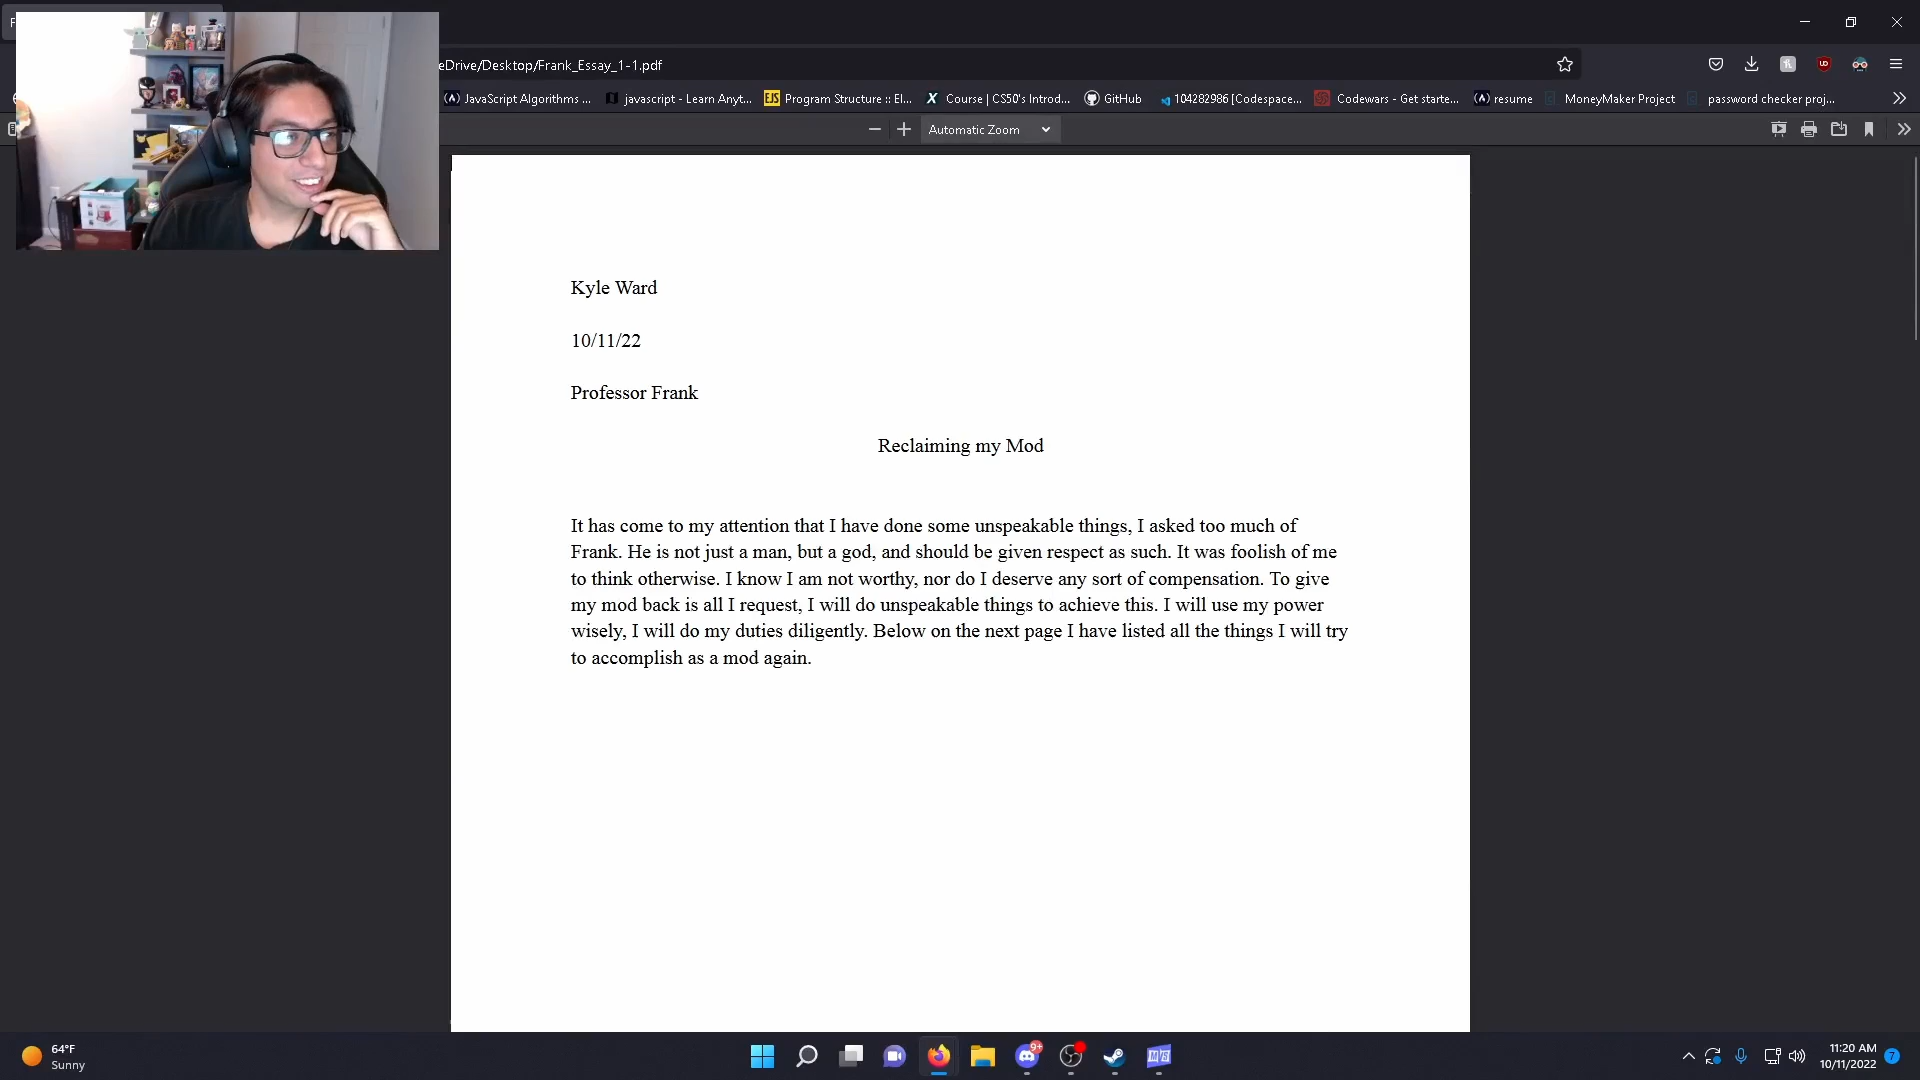 F
eDrive/Desktop/Frank_Essay_1-1.pdf
JavaScript Algorithms ...
javascript - Learn Anyt...
EJS Program Structure :: El...
X Course | CS50's Introd...
GitHub
104282986 [Codespace...
Codewars - Get starte...
resume
MoneyMaker Project
password checker proj...
Automatic Zoom
Kyle Ward
10/11/22
Professor Frank
Reclaiming my Mod
It has come to my attention that I have done some unspeakable things, I asked too much of
Frank. He is not just a man, but a god, and should be given respect as such. It was foolish of me
to think otherwise. I know I am not worthy, nor do I deserve any sort of compensation. To give
my mod back is all I request, I will do unspeakable things to achieve this. I will use my power
wisely, I will do my duties diligently. Below on the next page I have listed all the things I will try
to accomplish as a mod again.
64°F
Sunny
9+
11:20 AM
10/11/2022
7